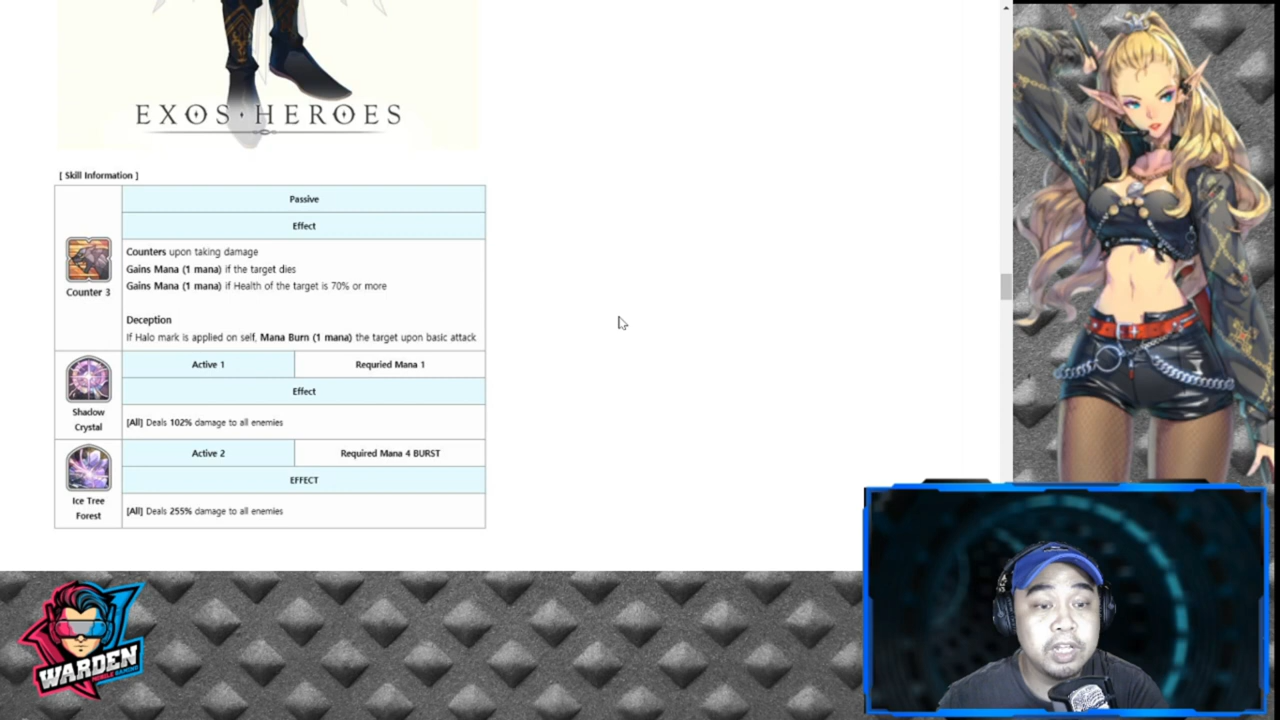 EXOS HEROES
[ Skill Information ]
Passive
Effect
Counter 3
Counters upon taking damage
Gains Mana (1 mana) if the target dies
Gains Mana (1 mana) if Health of the target is 70% or more
Deception
If Halo mark is applied on self, Mana Burn (1 mana) the target upon basic attack
Active 1
Requried Mana 1
Effect
Shadow
Crystal
[All] Deals 102% damage to all enemies
Active 2
Required Mana 4 BURST
EFFECT
Ice Tree
Forest
[All] Deals 255% damage to all enemies
WARDEN
MOBILE GAMING